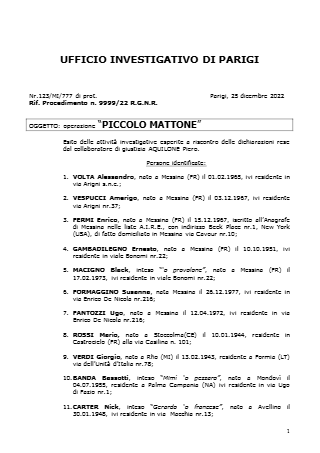 UFFICIO INVESTIGATIVO DI PARIGI
Nr.123/MI/777 di prot. Parigi, 25 dicembre 2022
Rif. Procedimento n. 9999/22 R.G.N.R.
OGGETTO: operazione "PICCOLO MATTONE"
Esito delle attività investigative esperite a riscontro delle dichiarazioni rese
dal collaboratore di giustizia AQUILONE Piero.
Persone identificate:
1. VOLTA Alessandro, nato a Messina (FR) il 01.02.1965, ivi residente in
via Arigni s.n.c.;
2. VESPUCCI Amerigo, nato a Messina (FR) il 03.12.1967, ivi residente in
via Arigni nr.37;
3. FERMI Enrico, nato a Messina (FR) il 15.12.1967, iscritto all'Anagrafe
di Messina nelle liste A.I.R.E., con indirizzo Beck Place nr.1, New York
(USA), di fatto domiciliato in Messina via Cavour nr.10;
4. GAMBADILEGNO Ernesto, nato a Messina (FR) il 10.10.1951, ivi
residente in viale Bonomi nr.22;
5. MACIGNO Black, inteso "'o pavolone", nato a Messina (FR) il
17.02.1973, ivi residente in viale Bonomi nr.22;
6. FORMAGGINO Susanna, nato Messina il 25.12.1977, ivi residente in
via Enrico De Nicola nr.216;
7. FANTOZZI Ugo, nato a Messina il 12.04.1972, ivi residente in via
Enrico De Nicola nr.216;
8. ROSSI Mario, nato a Stoccolma(CE) il 10.01.1944, residente in
Castrocielo (FR) alla via Casilina n. 101;
9. VERDI Giorgio, nato a Rho (MI) il 13.02.1943, residente a Formia (LT)
via dell'Unità d'Italia nr.78;
10. BANDA Bassotti, inteso "Mimì 'o pazzaro", nato a Mondovì il
04.07.1955, residente a Palma Campania (NA) ivi residente in via Ugo
di Fazio nr.1;
11. CARTER Nick, inteso "Gerardo 'o francese", nato a Avellino il
30.01.1945, ivi residente in via Macchia nr.13;
1